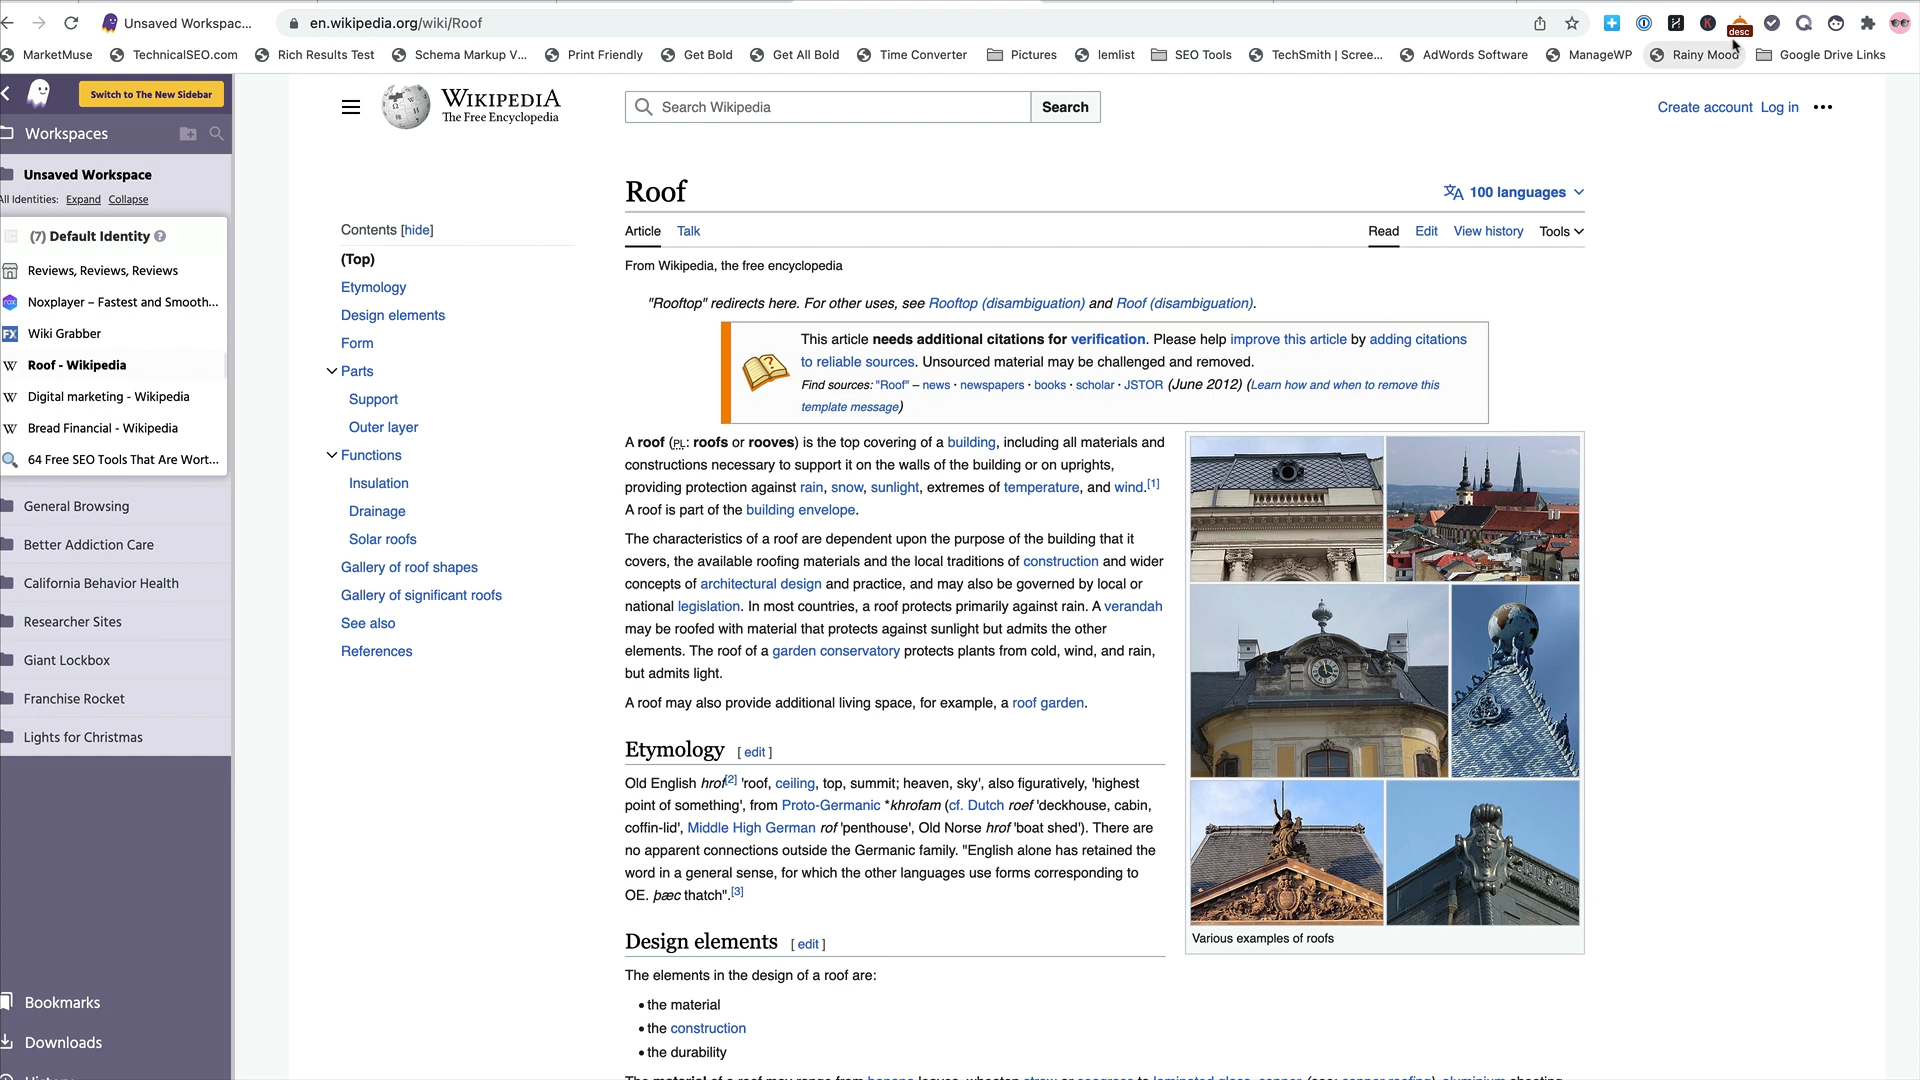 Unsaved Workspac...
en.wikipedia.org/wiki/Roof
desc
MarketMuse
TechnicalSEO.com
Rich Results Test
Schema Markup V...
Print Friendly
Get Bold
Get All Bold
Time Converter
Pictures
lemlist
SEO Tools
TechSmith | Scree...
AdWords Software
ManageWP
Rainy Mood
Google Drive Links
Switch to The New Sidebar
Workspaces
Unsaved Workspace
All Identities: Expand Collapse
(7) Default Identity
Reviews, Reviews, Reviews
Noxplayer – Fastest and Smooth...
Wiki Grabber
Roof - Wikipedia
Digital marketing - Wikipedia
Bread Financial - Wikipedia
64 Free SEO Tools That Are Wort...
General Browsing
Better Addiction Care
California Behavior Health
Researcher Sites
Giant Lockbox
Franchise Rocket
Lights for Christmas
Bookmarks
Downloads
WIKIPEDIA
The Free Encyclopedia
Search Wikipedia
Search
Create account Log in
Contents [hide]
(Top)
Etymology
Design elements
Form
Parts
Support
Outer layer
Functions
Insulation
Drainage
Solar roofs
Gallery of roof shapes
Gallery of significant roofs
See also
References
Roof
100 languages
Article Talk
Read Edit View history Tools
From Wikipedia, the free encyclopedia
"Rooftop" redirects here. For other uses, see Rooftop (disambiguation) and Roof (disambiguation).
This article needs additional citations for verification. Please help improve this article by adding citations
to reliable sources. Unsourced material may be challenged and removed.
Find sources: "Roof" – news · newspapers · books · scholar · JSTOR (June 2012) (Learn how and when to remove this
template message)
A roof (PL: roofs or rooves) is the top covering of a building, including all materials and
constructions necessary to support it on the walls of the building or on uprights,
providing protection against rain, snow, sunlight, extremes of temperature, and wind.[1]
A roof is part of the building envelope.
The characteristics of a roof are dependent upon the purpose of the building that it
covers, the available roofing materials and the local traditions of construction and wider
concepts of architectural design and practice, and may also be governed by local or
national legislation. In most countries, a roof protects primarily against rain. A verandah
may be roofed with material that protects against sunlight but admits the other
elements. The roof of a garden conservatory protects plants from cold, wind, and rain,
but admits light.
A roof may also provide additional living space, for example, a roof garden.
Etymology [ edit ]
Old English hrof[2] 'roof, ceiling, top, summit; heaven, sky', also figuratively, 'highest
point of something', from Proto-Germanic *khrofam (cf. Dutch roef 'deckhouse, cabin,
coffin-lid', Middle High German rof 'penthouse', Old Norse hrof 'boat shed'). There are
no apparent connections outside the Germanic family. "English alone has retained the
word in a general sense, for which the other languages use forms corresponding to
OE. þæc thatch".[3]
Design elements [ edit ]
The elements in the design of a roof are:
• the material
• the construction
• the durability
Various examples of roofs